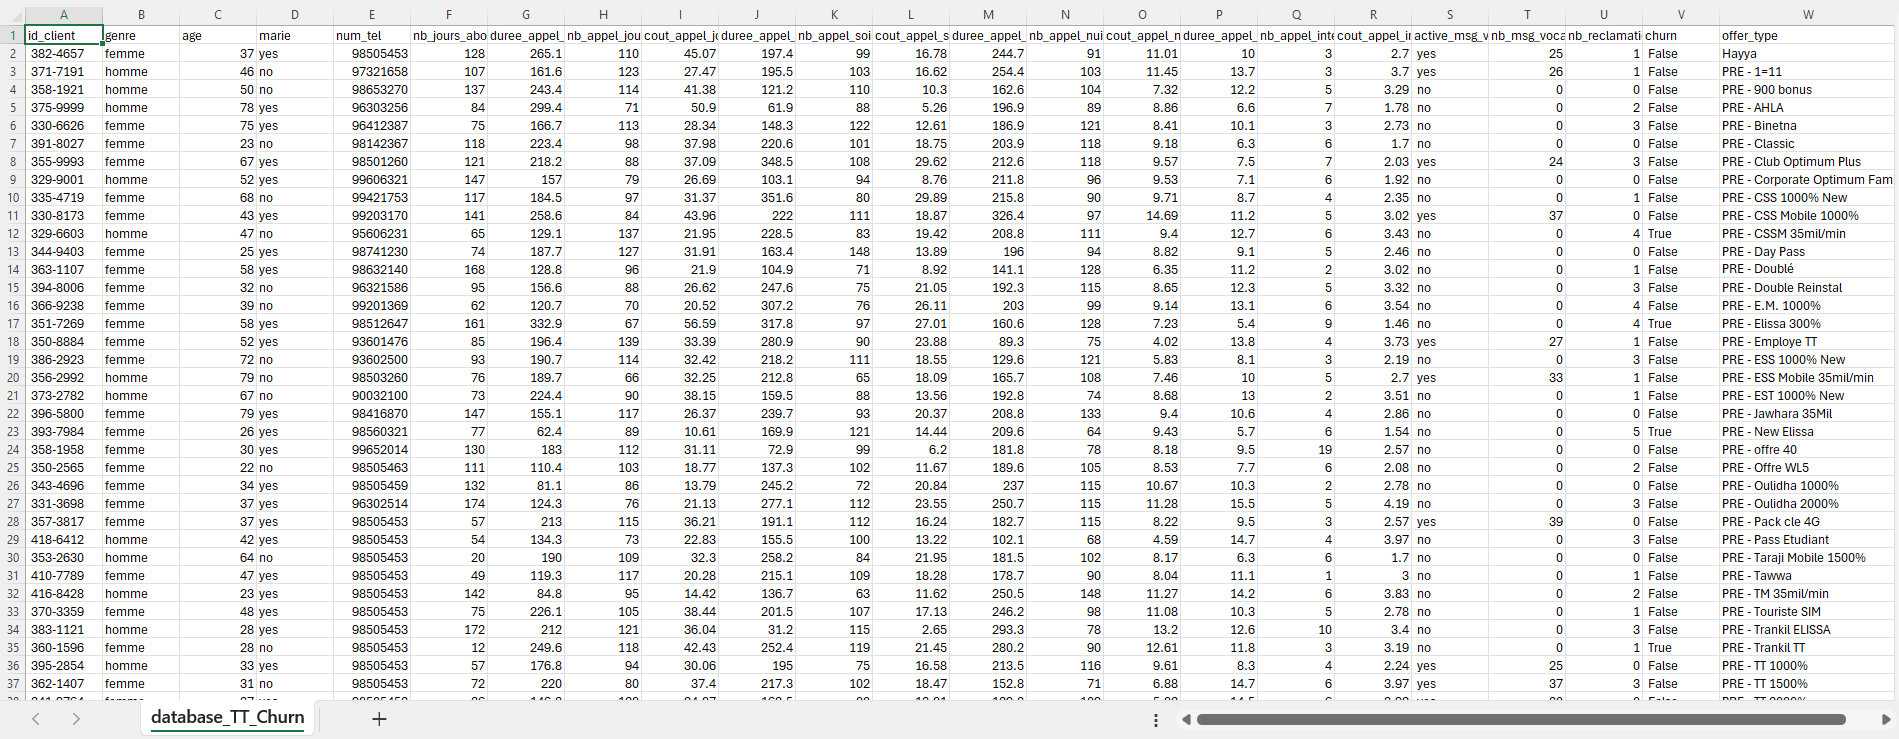 A B C D E F G H I J K L M N O P Q R S T U V W
1 id_client genre age marie num_tel nb_jours_abo duree_appel_ nb_appel_jou cout_appel_j duree_appel_ nb_appel_soi cout_appel_s duree_appel_ nb_appel_nui cout_appel_n duree_appel_ nb_appel_inte cout_appel_i active_msg_v nb_msg_voca nb_reclamati churn offer_type
2 382-4657 femme 37 yes 98505453 128 265.1 110 45.07 197.4 99 16.78 244.7 91 11.01 10 3 2.7 yes 25 1 False Hayya
3 371-7191 homme 46 no 97321658 107 161.6 123 27.47 195.5 103 16.62 254.4 103 11.45 13.7 3 3.7 yes 26 1 False PRE - 1=11
4 358-1921 homme 50 no 98653270 137 243.4 114 41.38 121.2 110 10.3 162.6 104 7.32 12.2 5 3.29 no 0 0 False PRE - 900 bonus
5 375-9999 homme 78 yes 96303256 84 299.4 71 50.9 61.9 88 5.26 196.9 89 8.86 6.6 7 1.78 no 0 2 False PRE - AHLA
6 330-6626 femme 75 yes 96412387 75 166.7 113 28.34 148.3 122 12.61 186.9 121 8.41 10.1 3 2.73 no 0 3 False PRE - Binetna
7 391-8027 femme 23 no 98142367 118 223.4 98 37.98 220.6 101 18.75 203.9 118 9.18 6.3 6 1.7 no 0 0 False PRE - Classic
8 355-9993 femme 67 yes 98501260 121 218.2 88 37.09 348.5 108 29.62 212.6 118 9.57 7.5 7 2.03 yes 24 3 False PRE - Club Optimum Plus
9 329-9001 homme 52 yes 99606321 147 157 79 26.69 103.1 94 8.76 211.8 96 9.53 7.1 6 1.92 no 0 0 False PRE - Corporate Optimum Fam
10 335-4719 femme 68 no 99421753 117 184.5 97 31.37 351.6 80 29.89 215.8 90 9.71 8.7 4 2.35 no 0 1 False PRE - CSS 1000% New
11 330-8173 femme 43 yes 99203170 141 258.6 84 43.96 222 111 18.87 326.4 97 14.69 11.2 5 3.02 yes 37 0 False PRE - CSS Mobile 1000%
12 329-6603 homme 47 no 95606231 65 129.1 137 21.95 228.5 83 19.42 208.8 111 9.4 12.7 6 3.43 no 0 4 True PRE - CSSM 35mil/min
13 344-9403 femme 25 yes 98741230 74 187.7 127 31.91 163.4 148 13.89 196 94 8.82 9.1 5 2.46 no 0 0 False PRE - Day Pass
14 363-1107 femme 58 yes 98632140 168 128.8 96 21.9 104.9 71 8.92 141.1 128 6.35 11.2 2 3.02 no 0 1 False PRE - Doublé
15 394-8006 femme 32 no 96321586 95 156.6 88 26.62 247.6 75 21.05 192.3 115 8.65 12.3 5 3.32 no 0 3 False PRE - Double Reinstal
16 366-9238 femme 39 no 99201369 62 120.7 70 20.52 307.2 76 26.11 203 99 9.14 13.1 6 3.54 no 0 4 False PRE - E.M. 1000%
17 351-7269 femme 58 yes 98512647 161 332.9 67 56.59 317.8 97 27.01 160.6 128 7.23 5.4 9 1.46 no 0 4 True PRE - Elissa 300%
18 350-8884 femme 52 yes 93601476 85 196.4 139 33.39 280.9 90 23.88 89.3 75 4.02 13.8 4 3.73 yes 27 1 False PRE - Employe TT
19 386-2923 femme 72 no 93602500 93 190.7 114 32.42 218.2 111 18.55 129.6 121 5.83 8.1 3 2.19 no 0 3 False PRE - ESS 1000% New
20 356-2992 homme 79 no 98503260 76 189.7 66 32.25 212.8 65 18.09 165.7 108 7.46 10 5 2.7 yes 33 1 False PRE - ESS Mobile 35mil/min
21 373-2782 homme 67 no 90032100 73 224.4 90 38.15 159.5 88 13.56 192.8 74 8.68 13 2 3.51 no 0 1 False PRE - EST 1000% New
22 396-5800 femme 79 yes 98416870 147 155.1 117 26.37 239.7 93 20.37 208.8 133 9.4 10.6 4 2.86 no 0 0 False PRE - Jawhara 35Mil
23 393-7984 femme 26 yes 98560321 77 62.4 89 10.61 169.9 121 14.44 209.6 64 9.43 5.7 6 1.54 no 0 5 True PRE - New Elissa
24 358-1958 femme 30 yes 99652014 130 183 112 31.11 72.9 99 6.2 181.8 78 8.18 9.5 19 2.57 no 0 0 False PRE - offre 40
25 350-2565 femme 22 no 98505463 111 110.4 103 18.77 137.3 102 11.67 189.6 105 8.53 7.7 6 2.08 no 0 2 False PRE - Offre WL5
26 343-4696 femme 34 yes 98505459 132 81.1 86 13.79 245.2 72 20.84 237 115 10.67 10.3 2 2.78 no 0 0 False PRE - Oulidha 1000%
27 331-3698 femme 37 yes 96302514 174 124.3 76 21.13 277.1 112 23.55 250.7 115 11.28 15.5 5 4.19 no 0 3 False PRE - Oulidha 2000%
28 357-3817 femme 37 yes 98505453 57 213 115 36.21 191.1 112 16.24 182.7 115 8.22 9.5 3 2.57 yes 39 0 False PRE - Pack cle 4G
29 418-6412 homme 42 yes 98505453 54 134.3 73 22.83 155.5 100 13.22 102.1 68 4.59 14.7 4 3.97 no 0 3 False PRE - Pass Etudiant
30 353-2630 homme 64 no 98505453 20 190 109 32.3 258.2 84 21.95 181.5 102 8.17 6.3 6 1.7 no 0 0 False PRE - Taraji Mobile 1500%
31 410-7789 femme 47 yes 98505453 49 119.3 117 20.28 215.1 109 18.28 178.7 90 8.04 11.1 1 3 no 0 1 False PRE - Tawwa
32 416-8428 homme 23 yes 98505453 142 84.8 95 14.42 136.7 63 11.62 250.5 148 11.27 14.2 6 3.83 no 0 2 False PRE - TM 35mil/min
33 370-3359 femme 48 yes 98505453 75 226.1 105 38.44 201.5 107 17.13 246.2 98 11.08 10.3 5 2.78 no 0 1 False PRE - Touriste SIM
34 383-1121 homme 28 yes 98505453 172 212 121 36.04 31.2 115 2.65 293.3 78 13.2 12.6 10 3.4 no 0 3 False PRE - Trankil ELISSA
35 360-1596 femme 28 no 98505453 12 249.6 118 42.43 252.4 119 21.45 280.2 90 12.61 11.8 3 3.19 no 0 1 True PRE - Trankil TT
36 395-2854 homme 33 yes 98505453 57 176.8 94 30.06 195 75 16.58 213.5 116 9.61 8.3 4 2.24 yes 25 0 False PRE - TT 1000%
37 362-1407 femme 31 no 98505453 72 220 80 37.4 217.3 102 18.47 152.8 71 6.88 14.7 6 3.97 yes 37 3 False PRE - TT 1500%
database_TT_Churn